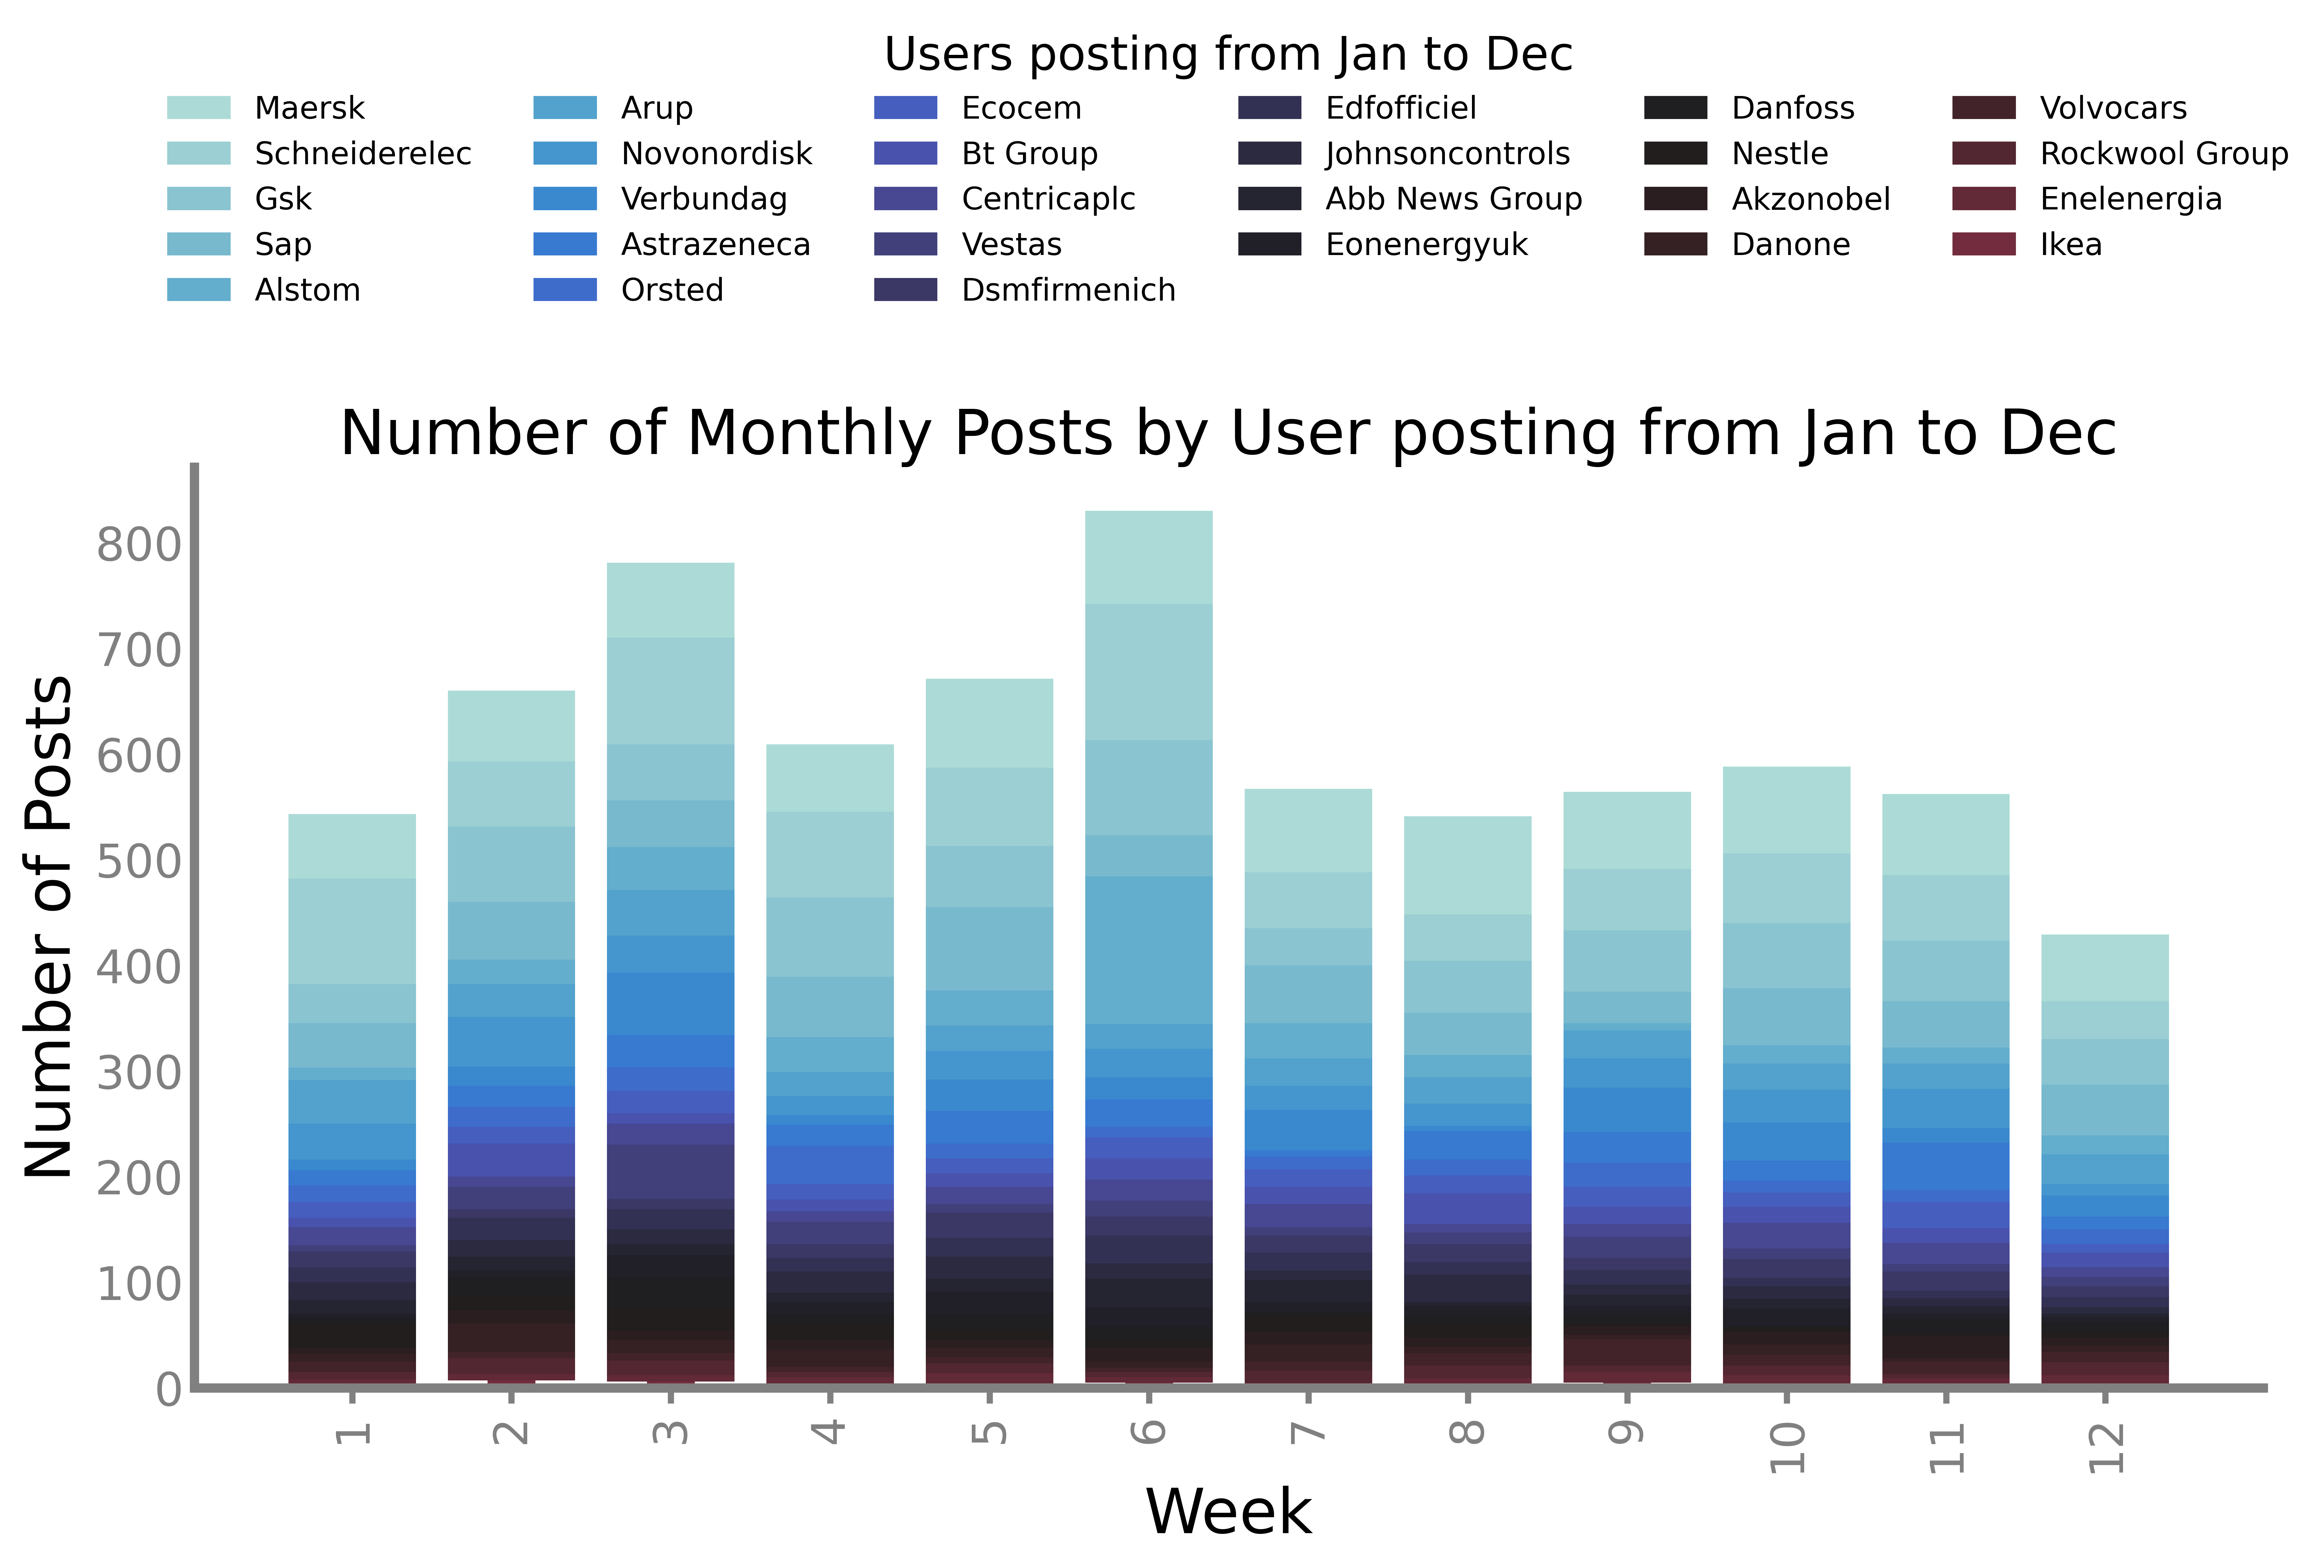 Users posting from Jan to Dec
Maersk
Schneiderelec
Gsk
Sap
Alstom
Arup
Novonordisk
Verbundag
Astrazeneca
Orsted
Ecocem
Bt Group
Centricaplc
Vestas
Dsmfirmenich
Edfofficiel
Johnsoncontrols
Abb News Group
Eonenergyuk
Danfoss
Nestle
Akzonobel
Danone
Volvocars
Rockwool Group
Enelenergia
Ikea
Number of Monthly Posts by User posting from Jan to Dec
Number of Posts
800
700
600
500
400
300
200
100
0
1
2
3
4
5
6
7
8
9
10
11
12
Week